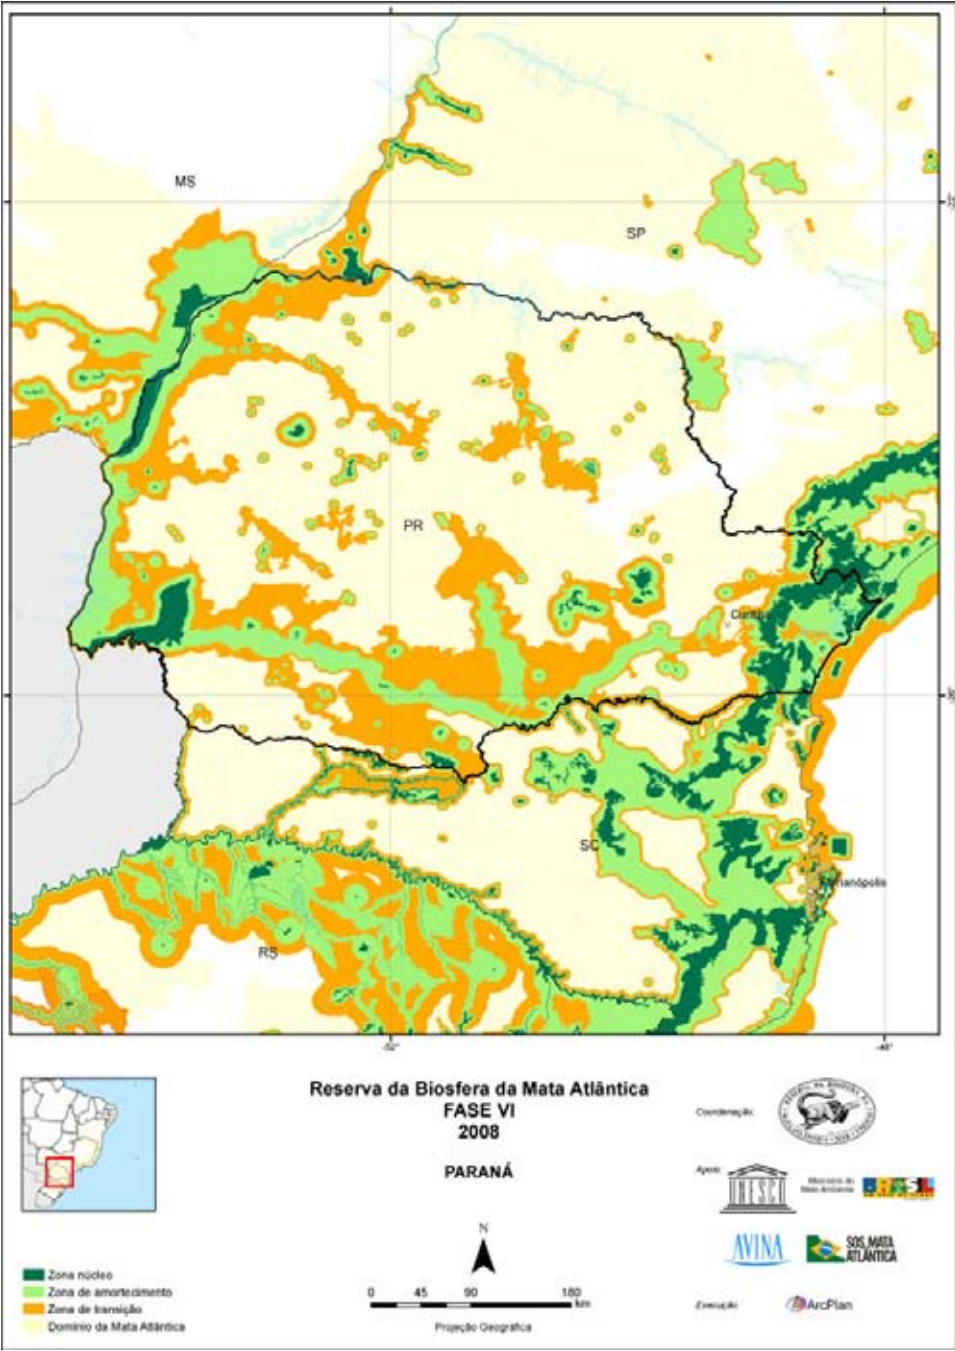 MS
SP
PR
Curitiba
SC
Florianópolis
RS
-52°
-48°
Reserva da Biosfera da Mata Atlântica
FASE VI
2008
PARANÁ
Coordenação:
Apoio:
UNESCO
Ministério do
Meio Ambiente
BRASIL
AVINA
SOS MATA
ATLÂNTICA
Execução:
ArcPlan
N
0 45 90 180
km
Projeção Geográfica
Zona núcleo
Zona de amortecimento
Zona de transição
Domínio da Mata Atlântica